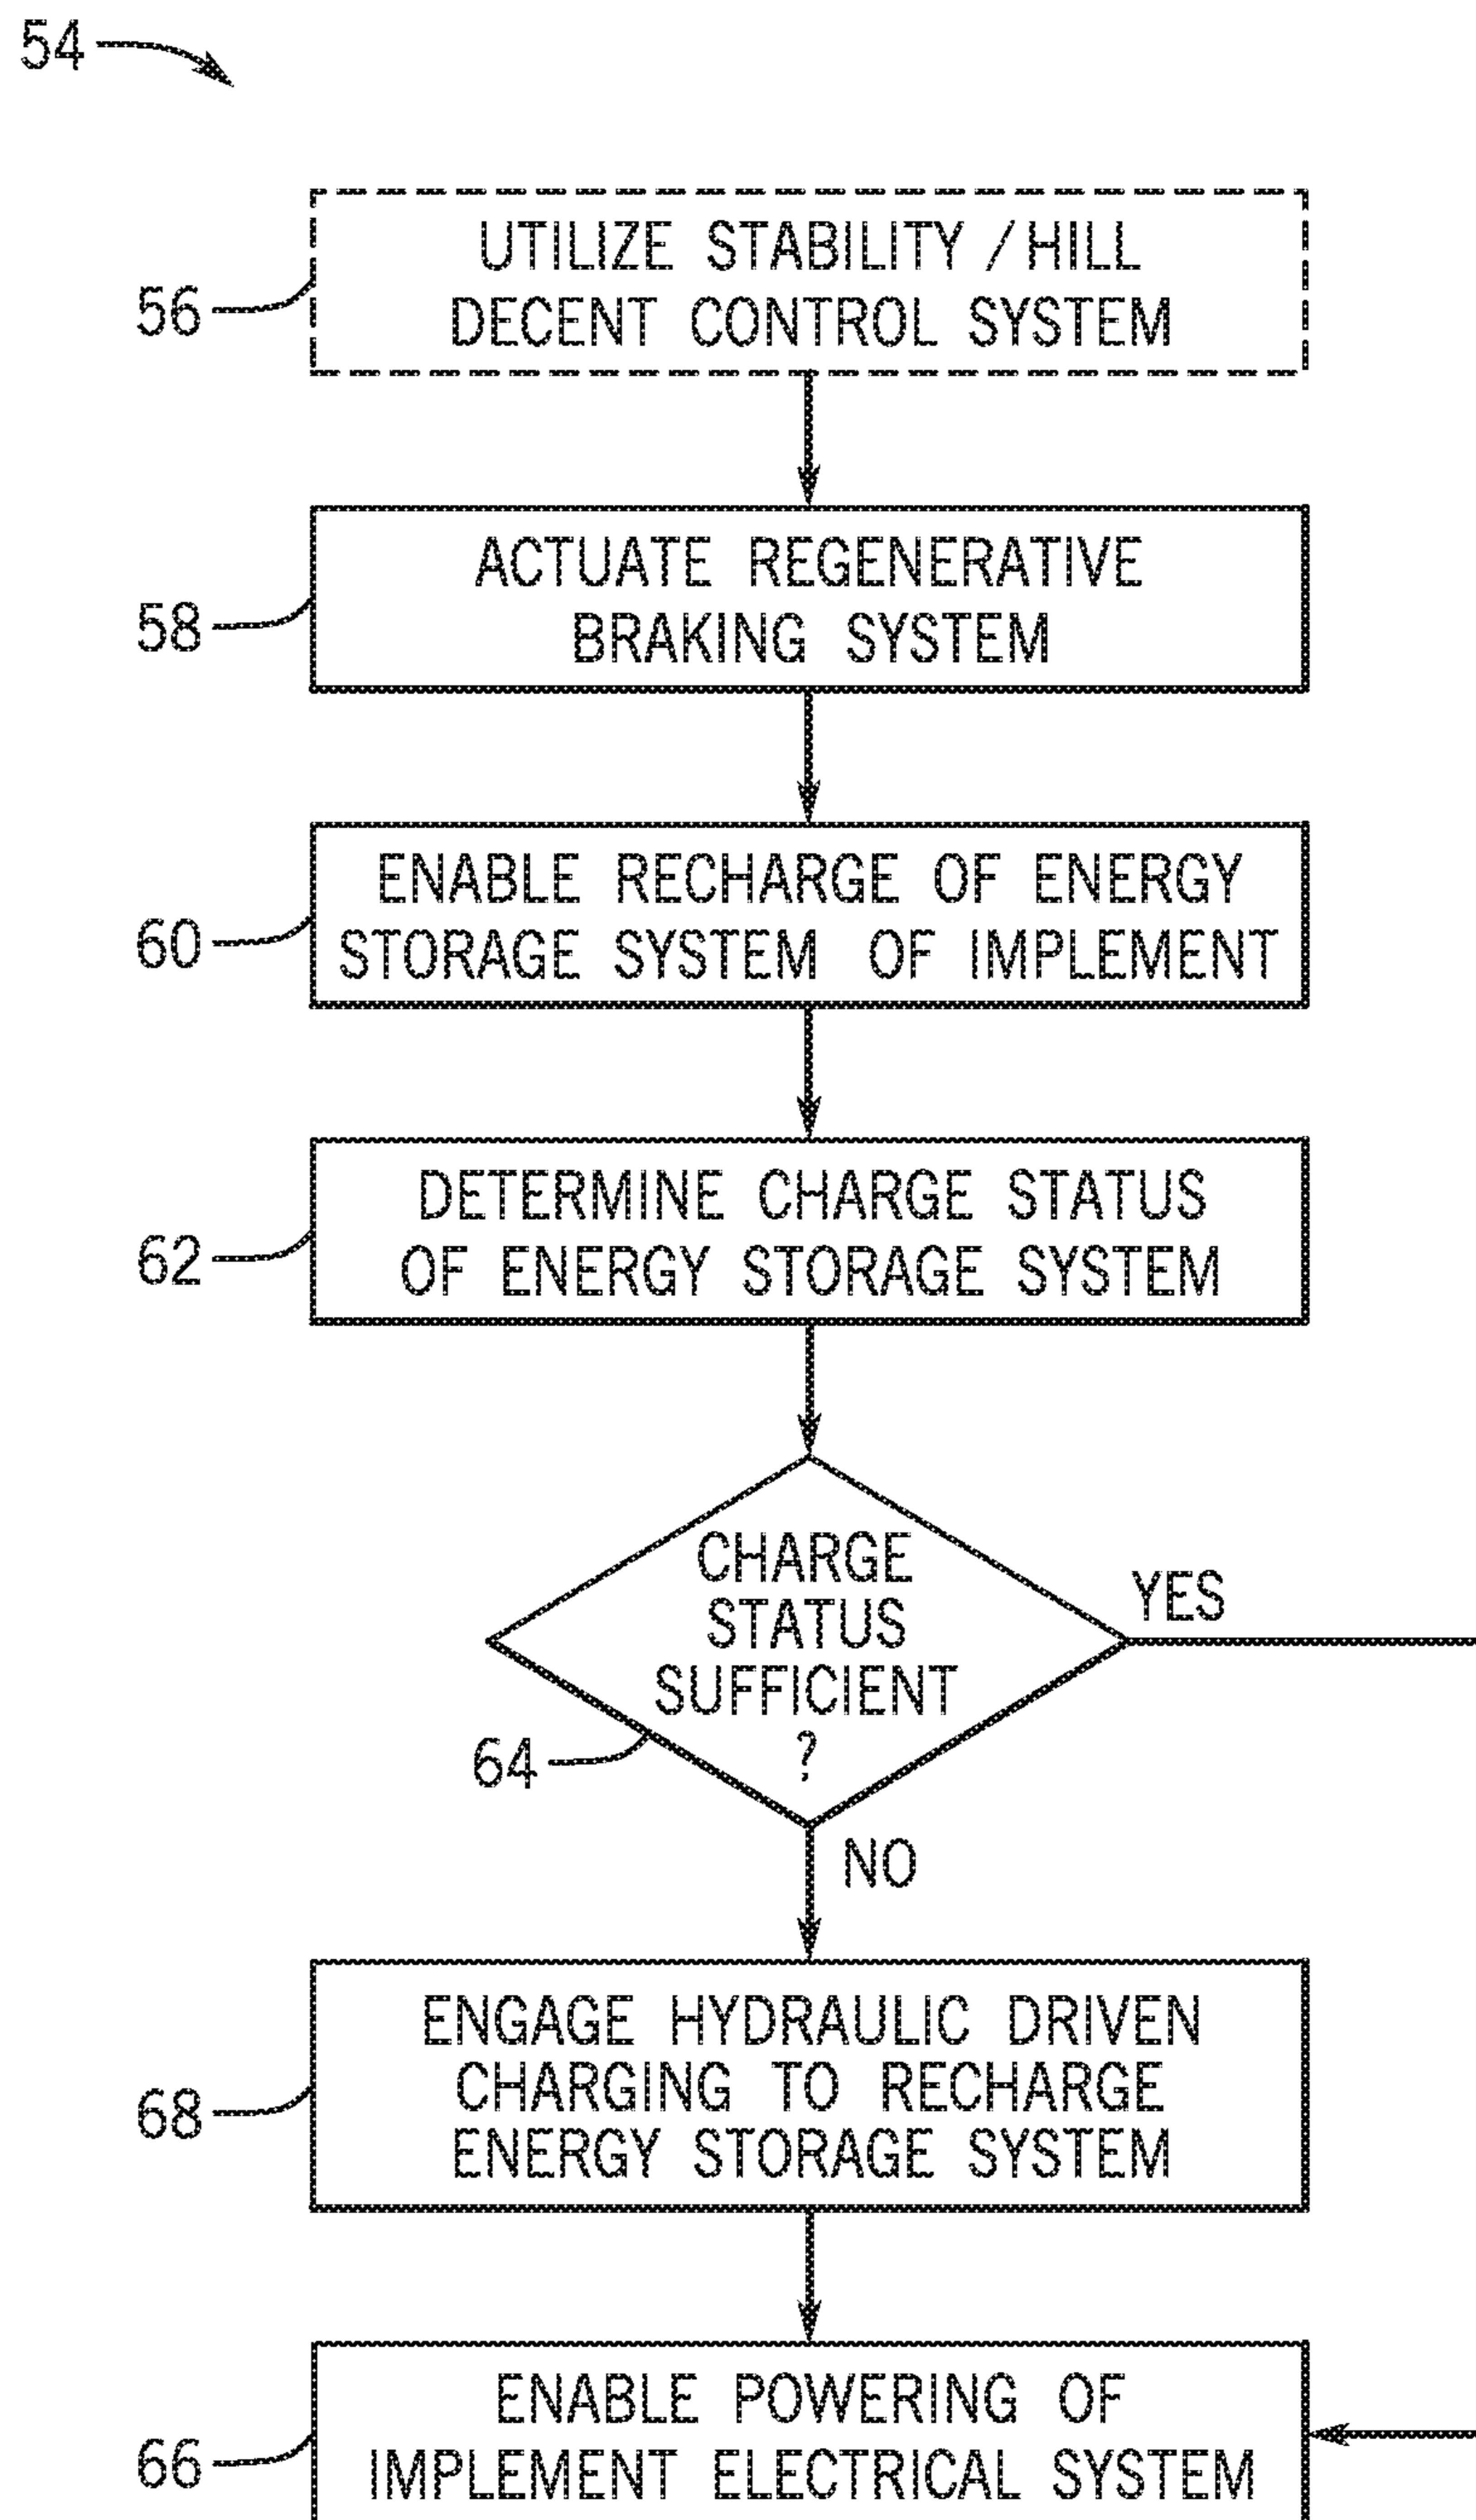 54
UTILIZE STABILITY / HILL
DECENT CONTROL SYSTEM
56
ACTUATE REGENERATIVE
BRAKING SYSTEM
58
ENABLE RECHARGE OF ENERGY
STORAGE SYSTEM OF IMPLEMENT
60
DETERMINE CHARGE STATUS
OF ENERGY STORAGE SYSTEM
62
CHARGE
STATUS
SUFFICIENT
?
YES
64
NO
ENGAGE HYDRAULIC DRIVEN
CHARGING TO RECHARGE
ENERGY STORAGE SYSTEM
68
ENABLE POWERING OF
IMPLEMENT ELECTRICAL SYSTEM
66